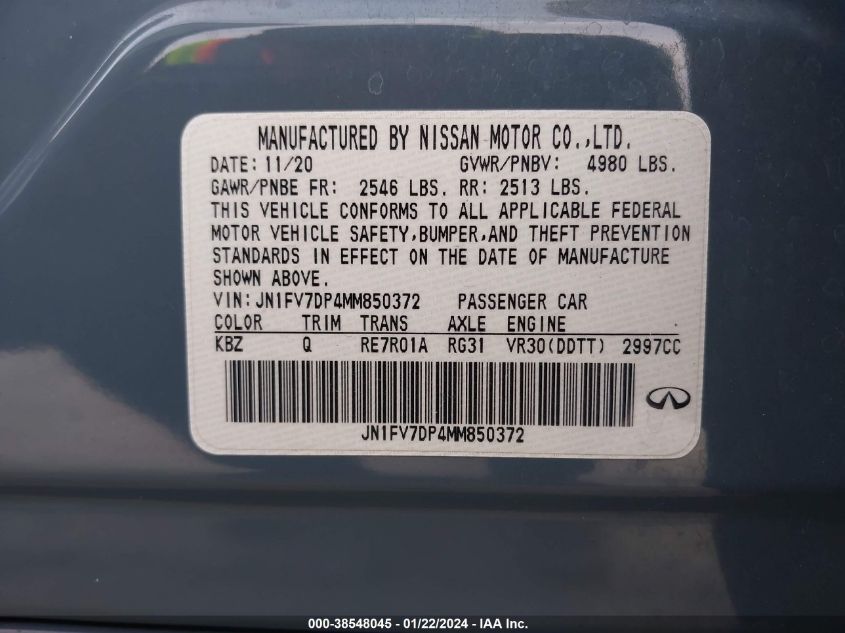 MANUFACTURED BY NISSAN MOTOR CO.,LTD.
DATE: 11/20 GVWR/PNBV: 4980 LBS.
GAWR/PNBE FR: 2546 LBS. RR: 2513 LBS.
THIS VEHICLE CONFORMS TO ALL APPLICABLE FEDERAL
MOTOR VEHICLE SAFETY,BUMPER,AND THEFT PREVENTION
STANDARDS IN EFFECT ON THE DATE OF MANUFACTURE
SHOWN ABOVE.
VIN:JN1FV7DP4MM850372 PASSENGER CAR
COLOR TRIM TRANS AXLE ENGINE
KBZ Q RE7R01A RG31 VR30(DDTT) 2997CC
JN1FV7DP4MM850372
000-38548045 - 01/22/2024 - IAA Inc.